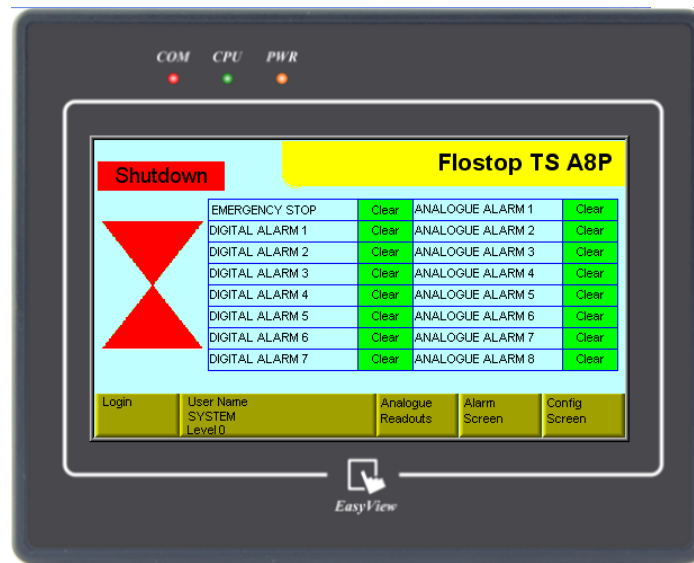 COM CPU PWR
Flostop TS A8P
Shutdown
EMERGENCY STOP Clear ANALOGUE ALARM 1 Clear
DIGITAL ALARM 1 Clear ANALOGUE ALARM 2 Clear
DIGITAL ALARM 2 Clear ANALOGUE ALARM 3 Clear
DIGITAL ALARM 3 Clear ANALOGUE ALARM 4 Clear
DIGITAL ALARM 4 Clear ANALOGUE ALARM 5 Clear
DIGITAL ALARM 5 Clear ANALOGUE ALARM 6 Clear
DIGITAL ALARM 6 Clear ANALOGUE ALARM 7 Clear
DIGITAL ALARM 7 Clear ANALOGUE ALARM 8 Clear
Login
User Name
SYSTEM
Level 0
Analogue
Readouts
Alarm
Screen
Config
Screen
EasyView